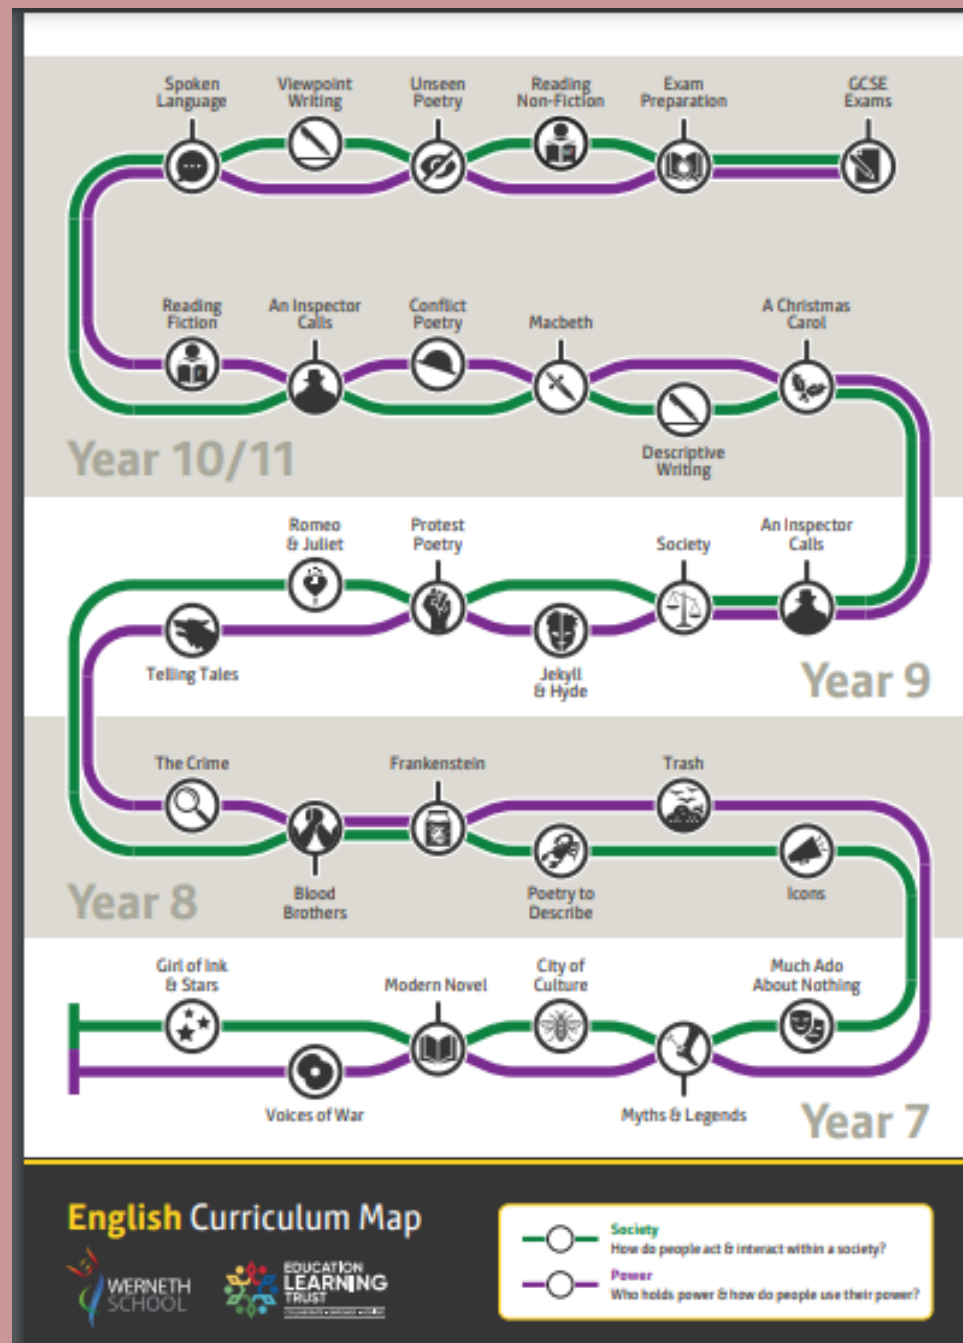 Spoken
Language
Viewpoint
Writing
Unseen
Poetry
Reading
Non-Fiction
Exam
Preparation
GCSE
Exams
Reading
Fiction
An Inspector
Calls
Conflict
Poetry
Macbeth
A Christmas
Carol
Descriptive
Writing
Year 10/11
Romeo
& Juliet
Protest
Poetry
Society
An Inspector
Calls
Telling Tales
Jekyll
& Hyde
Year 9
The Crime
Frankenstein
Trash
Blood
Brothers
Poetry to
Describe
Icons
Year 8
Girl of Ink
& Stars
Modern Novel
City of
Culture
Much Ado
About Nothing
Voices of War
Myths & Legends
Year 7
English Curriculum Map
WERNETH
SCHOOL
EDUCATION
LEARNING
TRUST
Society
How do people act & interact within a society?
Power
Who holds power & how do people use their power?